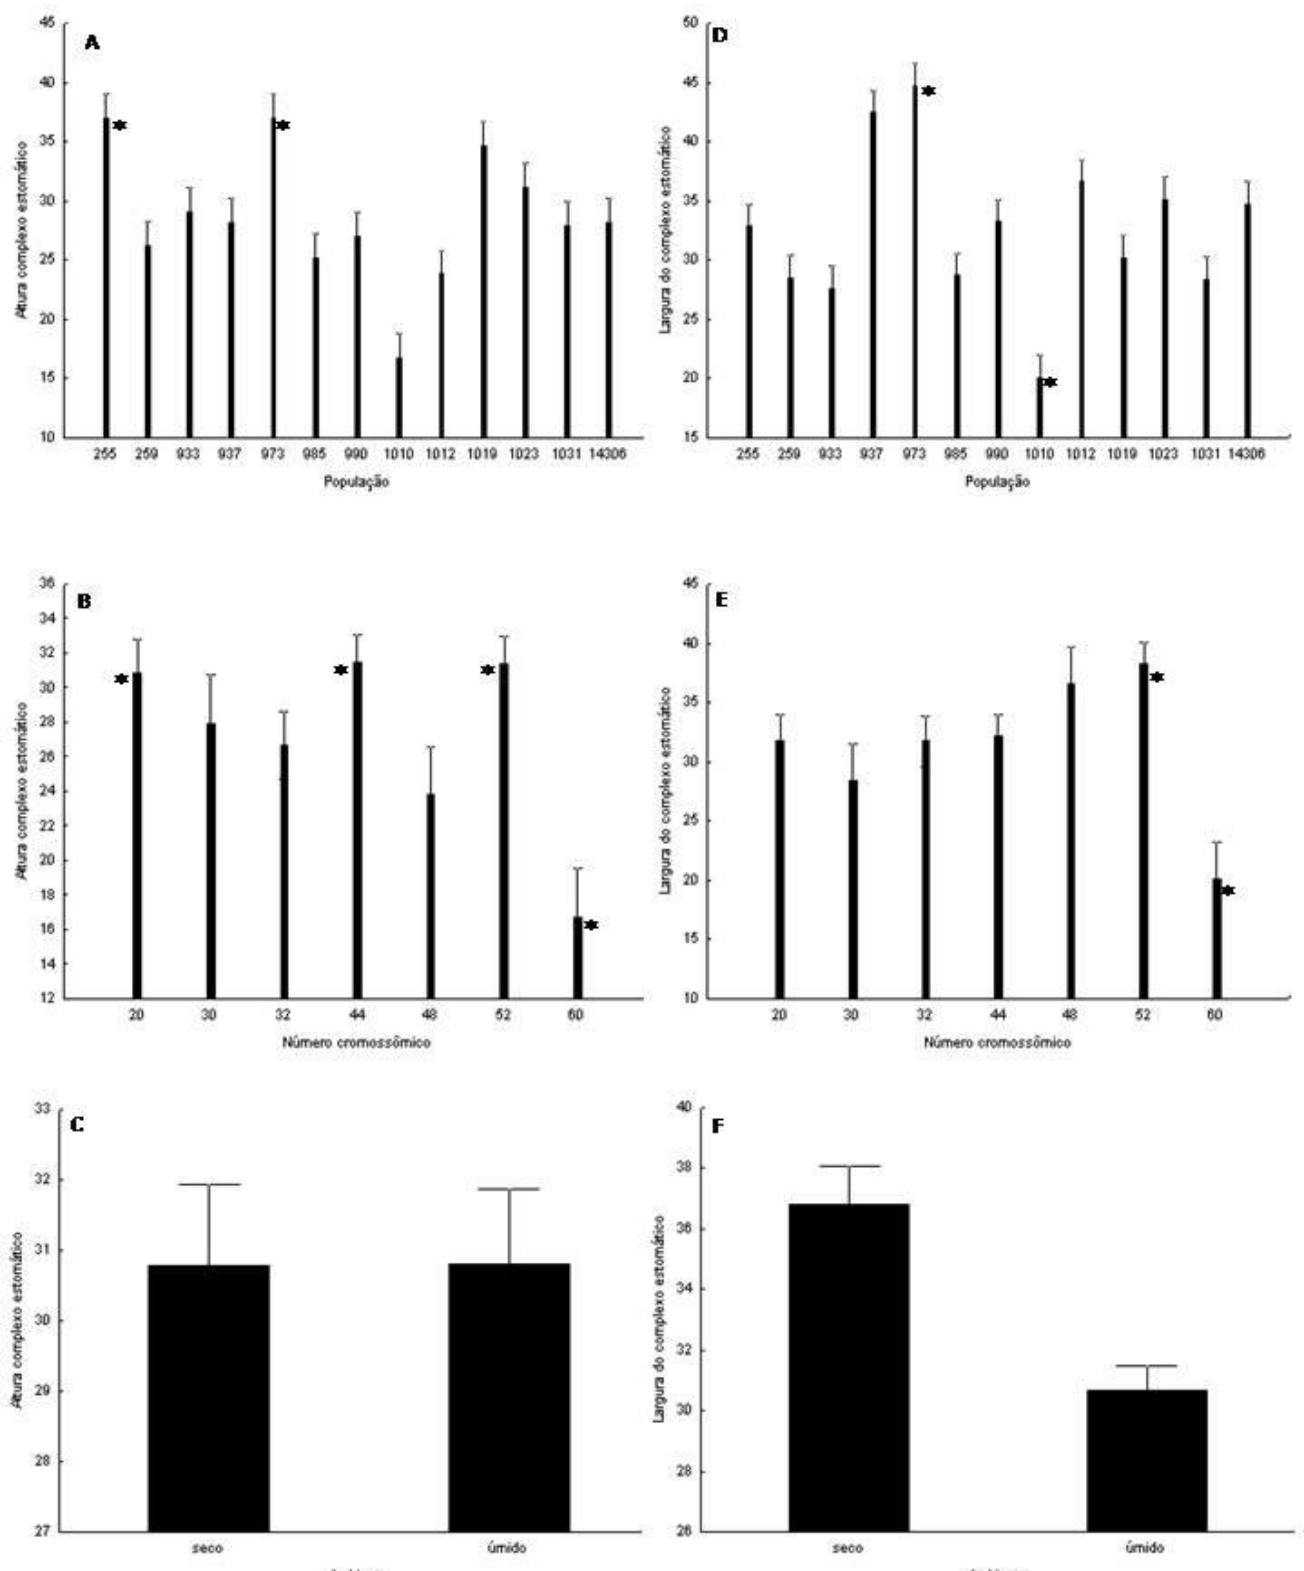 A
45
40
35
30
25
20
15
10
Altura complexo estomático
255 259 933 937 973 985 990 1010 1012 1019 1023 1031 14306
População
D
50
45
40
35
30
25
20
15
Largura do complexo estomático
255 259 933 937 973 985 990 1010 1012 1019 1023 1031 14306
População
B
36
34
32
30
28
26
24
22
20
18
16
14
12
Altura complexo estomático
20 30 32 44 48 52 60
Número cromossômico
E
45
40
35
30
25
20
15
10
Largura do complexo estomático
20 30 32 44 48 52 60
Número cromossômico
C
33
32
31
30
29
28
27
Altura complexo estomático
seco úmido
F
40
38
36
34
32
30
28
26
Largura do complexo estomático
seco úmido